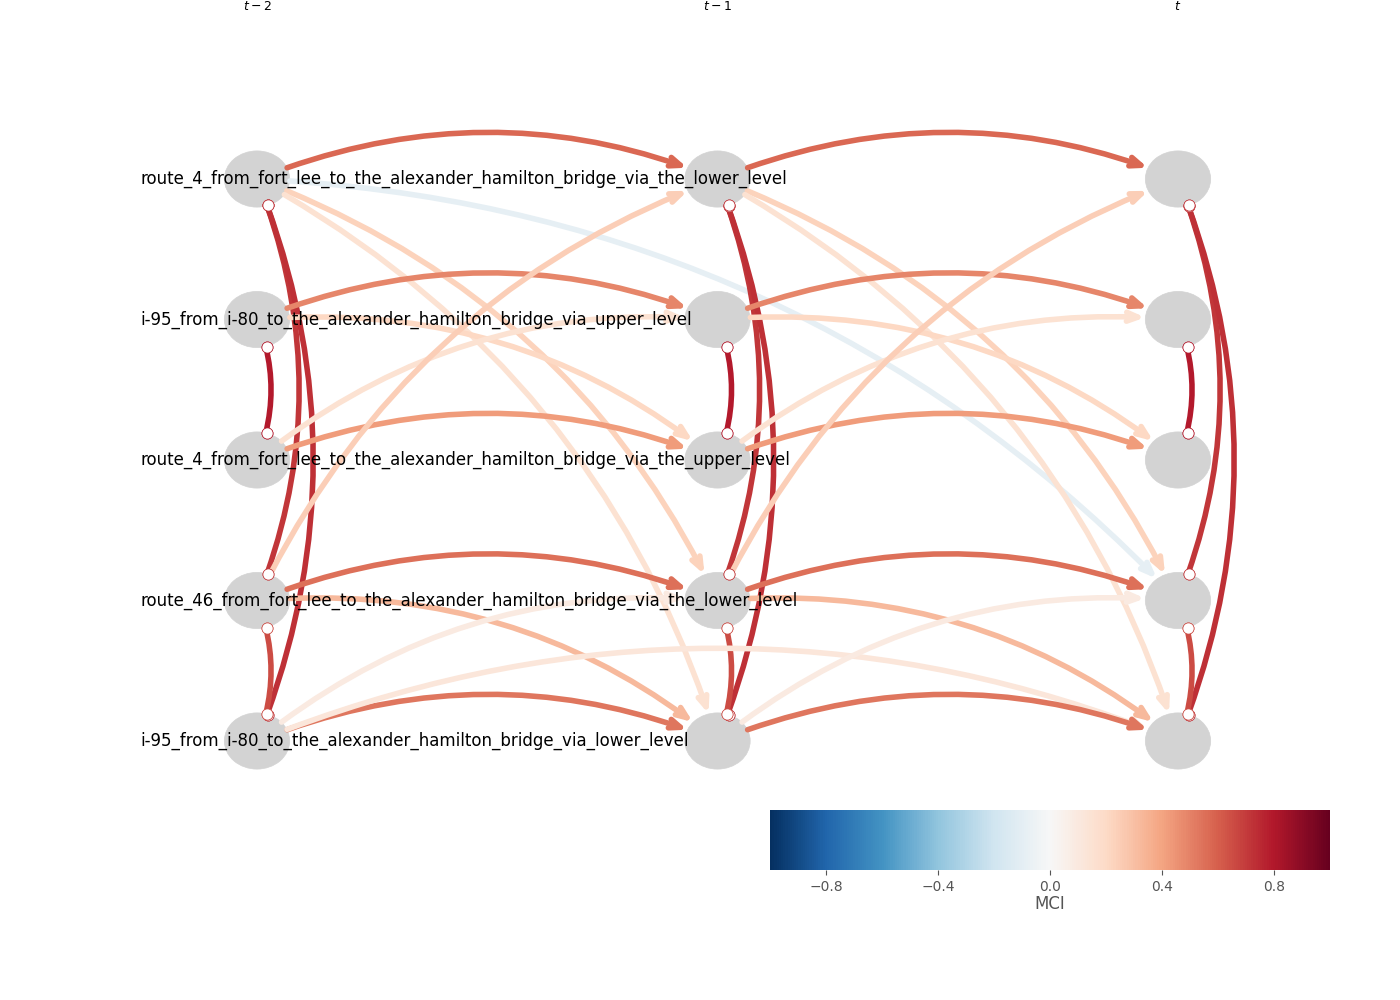 t − 2 t − 1 t
route_4_from_fort_lee_to_the_alexander_hamilton_bridge_via_the_lower_level
i-95_from_i-80_to_the_alexander_hamilton_bridge_via_upper_level
route_4_from_fort_lee_to_the_alexander_hamilton_bridge_via_the_upper_level
route_46_from_fort_lee_to_the_alexander_hamilton_bridge_via_the_lower_level
i-95_from_i-80_to_the_alexander_hamilton_bridge_via_lower_level
−0.8 −0.4 0.0 0.4 0.8
MCI